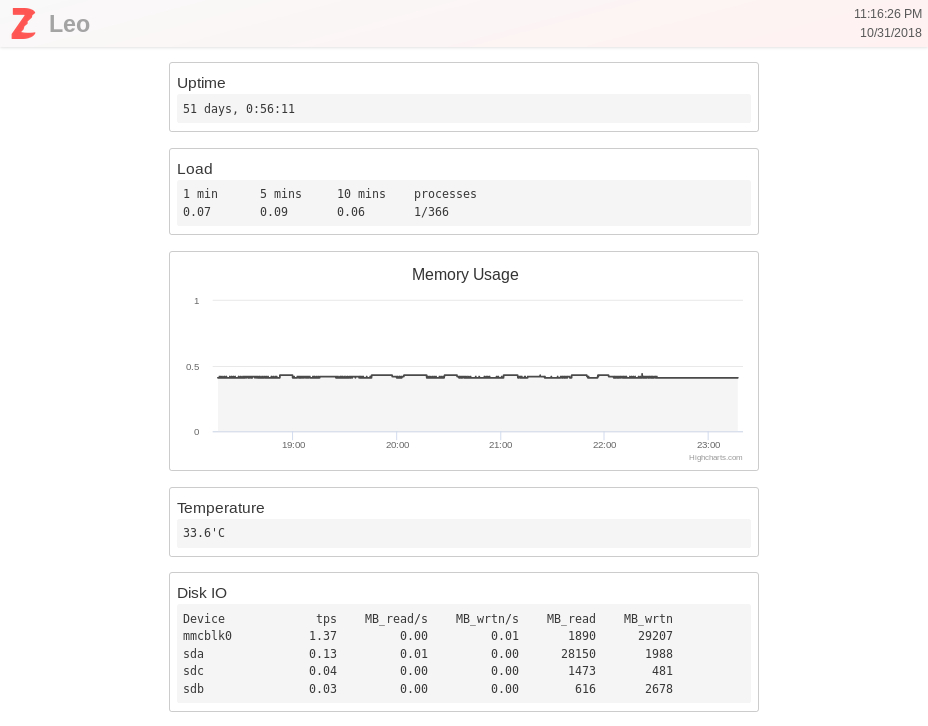 Z Leo
11:16:26 PM
10/31/2018
Uptime
51 days, 0:56:11
Load
1 min 5 mins 10 mins processes
0.07 0.09 0.06 1/366
Memory Usage
1
0.5
0
19:00 20:00 21:00 22:00 23:00
Highcharts.com
Temperature
33.6'C
Disk IO
Device tps MB_read/s MB_wrtn/s MB_read MB_wrtn
mmcblk0 1.37 0.00 0.01 1890 29207
sda 0.13 0.01 0.00 28150 1988
sdc 0.04 0.00 0.00 1473 481
sdb 0.03 0.00 0.00 616 2678